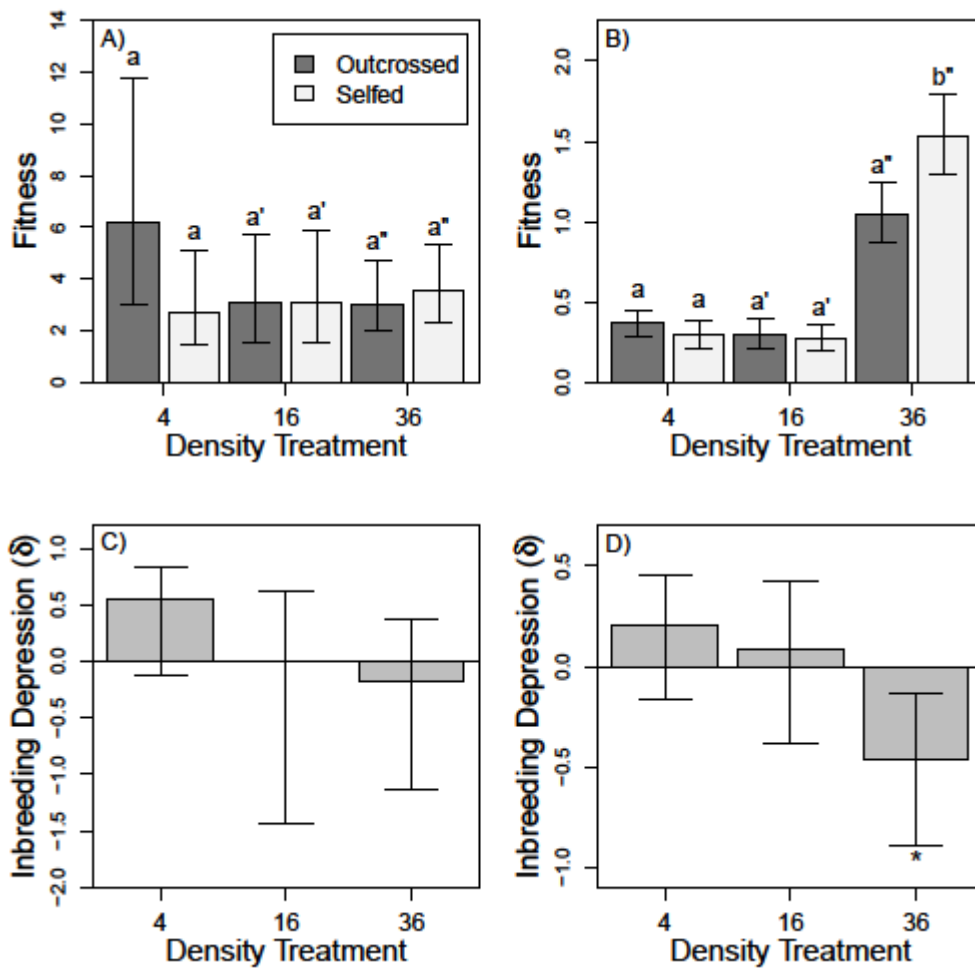 A)
Outcrossed
Selfed
a
a
a'
a'
a"
a"
Fitness
0
2
4
6
8
10
12
14
4
16
36
Density Treatment
B)
a
a
a'
a'
a"
b"
Fitness
0.0
0.5
1.0
1.5
2.0
4
16
36
Density Treatment
C)
Inbreeding Depression (δ)
1.0
0.5
0.0
−0.5
−1.0
−1.5
−2.0
4
16
36
Density Treatment
D)
Inbreeding Depression (δ)
0.5
0.0
−0.5
−1.0
*
4
16
36
Density Treatment